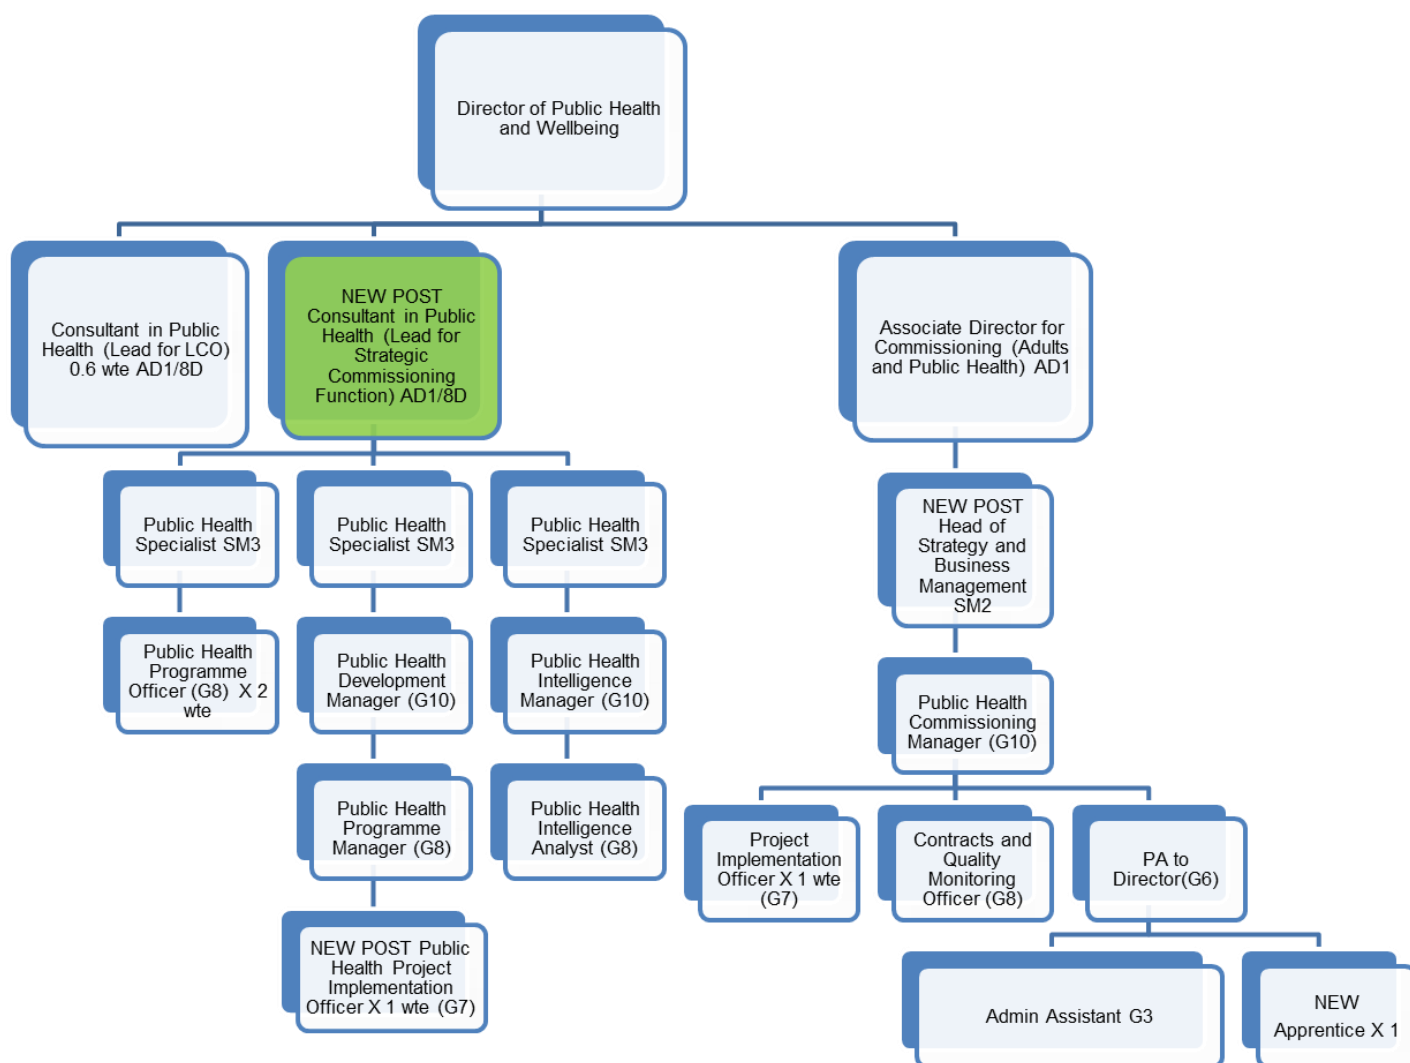 Director of Public Health
and Wellbeing
Consultant in Public
Health (Lead for LCO)
0.6 wte AD1/8D
NEW POST
Consultant in Public
Health (Lead for
Strategic
Commissioning
Function) AD1/8D
Associate Director for
Commissioning (Adults
and Public Health) AD1
Public Health
Specialist SM3
Public Health
Specialist SM3
Public Health
Specialist SM3
NEW POST
Head of
Strategy and
Business
Management
SM2
Public Health
Programme
Officer (G8) X 2
wte
Public Health
Development
Manager (G10)
Public Health
Intelligence
Manager (G10)
Public Health
Commissioning
Manager (G10)
Public Health
Programme
Manager (G8)
Public Health
Intelligence
Analyst (G8)
Project
Implementation
Officer X 1 wte
(G7)
Contracts and
Quality
Monitoring
Officer (G8)
PA to
Director(G6)
NEW POST Public
Health Project
Implementation
Officer X 1 wte (G7)
Admin Assistant G3
NEW
Apprentice X 1